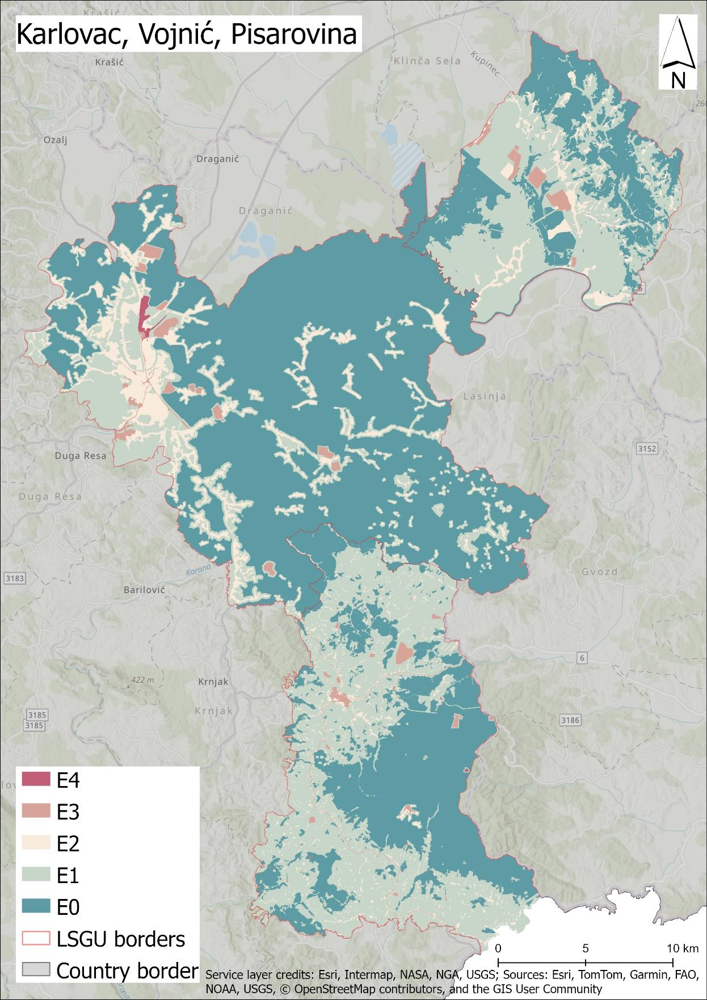 Krašić
Karlovac, Vojnić, Pisarovina
Krašić
Klinča Sela
Kupinec
N
Ozalj
Draganić
Draganić
Lasinja
Duga Resa
3152
Duga Resa
Korana
3183
Barilović
Gvozd
6
422 m
Krnjak
Krnjak
3185
3185
3186
E4
E3
E2
E1
E0
LSGU borders
Country border
0 5 10 km
Service layer credits: Esri, Intermap, NASA, NGA, USGS; Sources: Esri, TomTom, Garmin, FAO,
NOAA, USGS, © OpenStreetMap contributors, and the GIS User Community